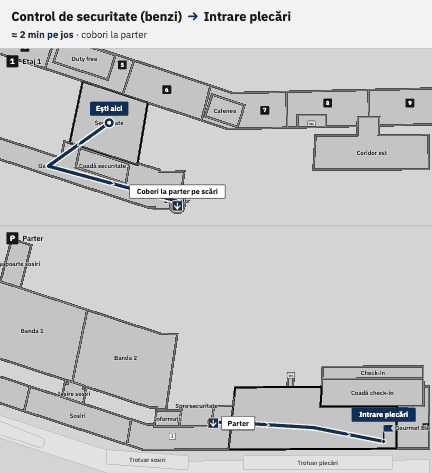 Control de securitate (benzi) → Intrare plecări
≈ 2 min pe jos · cobori la parter
1 Etaj 1
Duty free
5
6
7
8
9
Cafenea
Ești aici
Coridor est
Coadă securitate
Cobori la parter pe scări
P Parter
Banda 1
Banda 2
Sosiri
Spre securitate
Parter
Check-in
Coadă check-in
Intrare plecări
Trotuar sosiri
Trotuar plecări